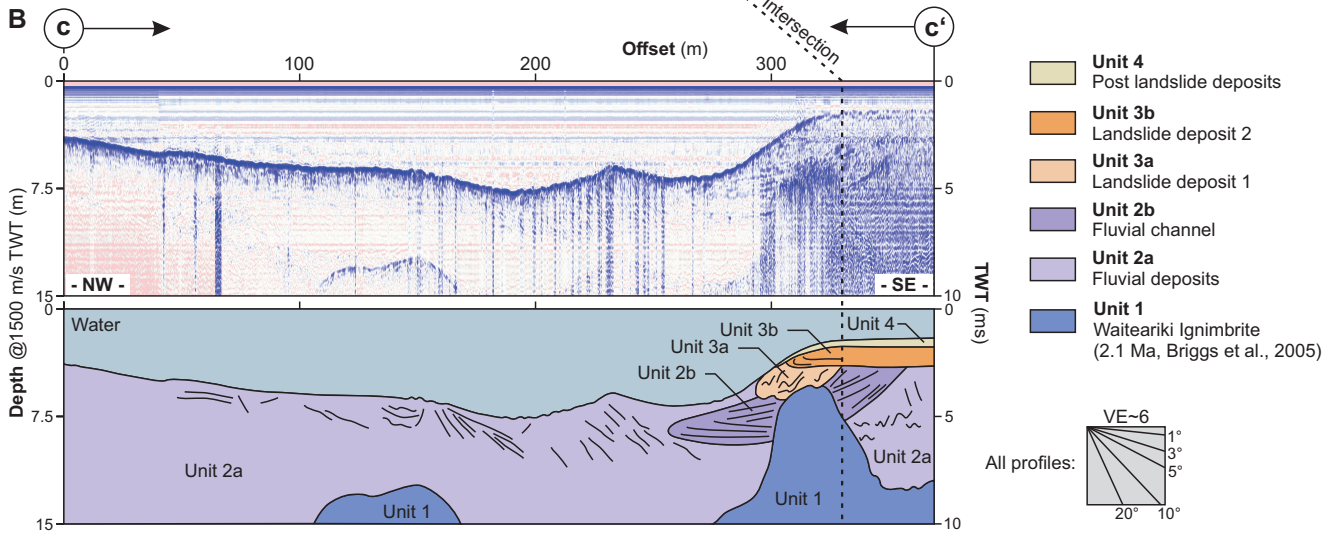 B
C
C'
Intersection
Offset (m)
0
100
200
300
0
7.5
15
0
5
10
- NW -
- SE -
Depth @1500 m/s TWT (m)
TWT (ms)
0
7.5
15
0
5
10
Water
Unit 3b
Unit 4
Unit 3a
Unit 2b
Unit 2a
Unit 2a
Unit 1
Unit 1
Unit 4
Post landslide deposits
Unit 3b
Landslide deposit 2
Unit 3a
Landslide deposit 1
Unit 2b
Fluvial channel
Unit 2a
Fluvial deposits
Unit 1
Waiteariki Ignimbrite
(2.1 Ma, Briggs et al., 2005)
All profiles:
VE~6
1°
3°
5°
10°
20°